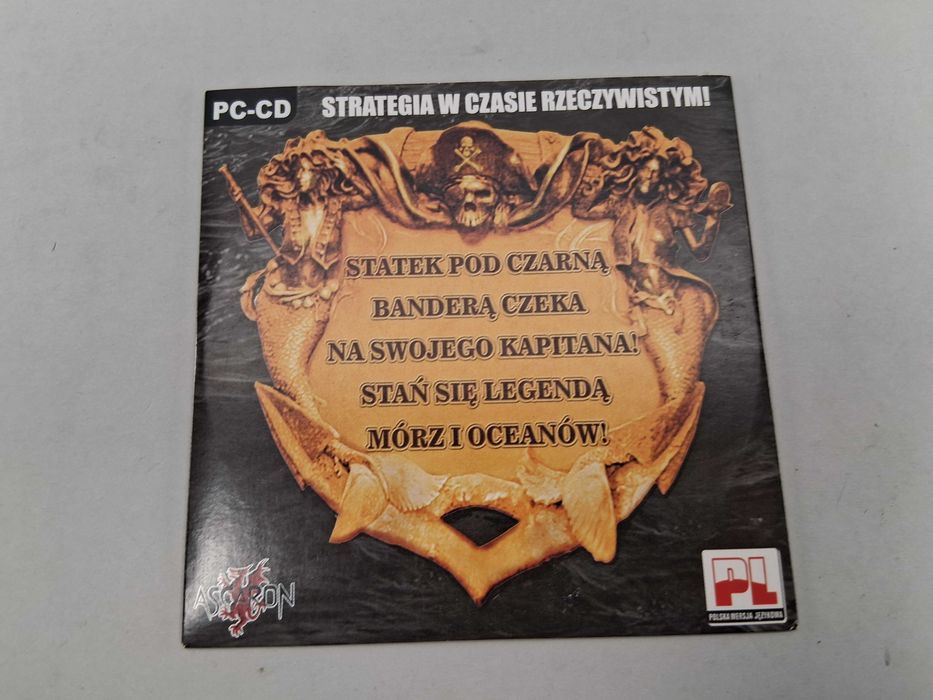 PC-CD
STRATEGIA W CZASIE RZECZYWISTYM!
STATEK POD CZARNĄ
BANDERĄ CZEKA
NA SWOJEGO KAPITANA!
STAŃ SIĘ LEGENDĄ
MÓRZ I OCEANÓW!
ASCARON
PL
POLSKA WERSJA JĘZYKOWA